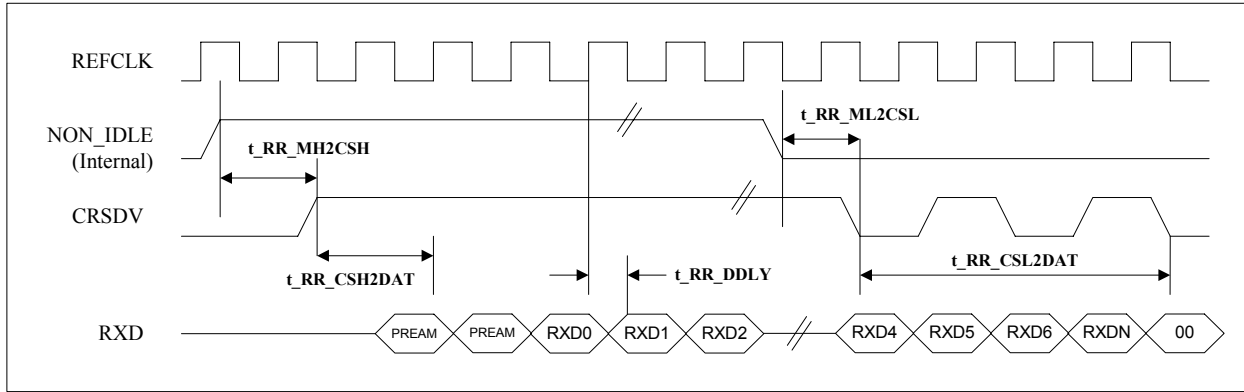 REFCLK
NON_IDLE
(Internal)
t_RR_ML2CSL
t_RR_MH2CSH
CRSDV
t_RR_CSH2DAT
t_RR_DDLY
t_RR_CSL2DAT
RXD
PREAM PREAM RXD0 RXD1 RXD2 RXD4 RXD5 RXD6 RXDN 00